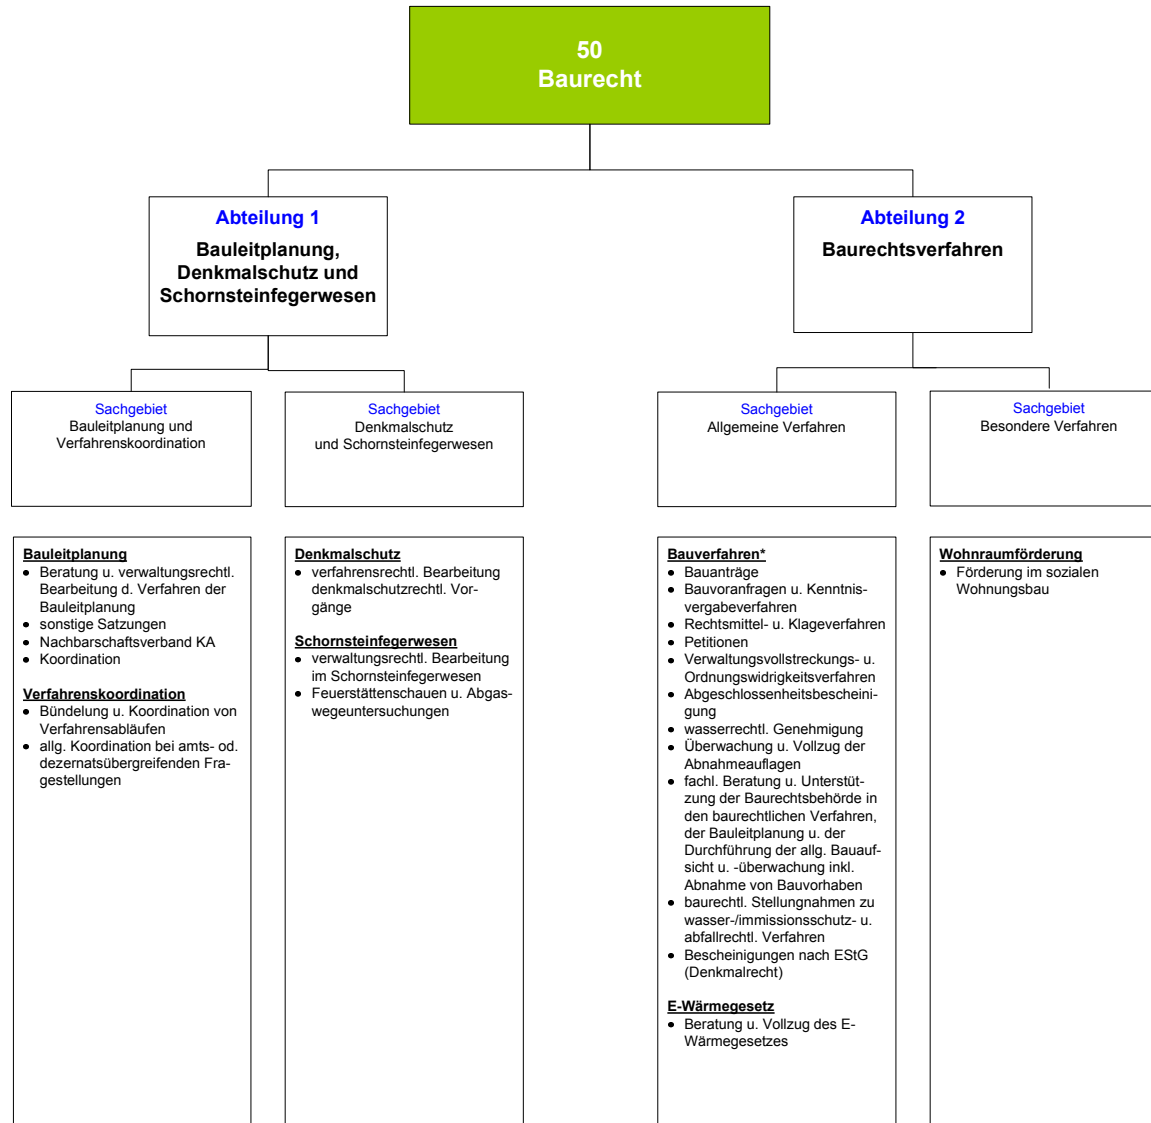 50
Baurecht
Abteilung 1
Bauleitplanung,
Denkmalschutz und
Schornsteinfegerwesen
Abteilung 2
Baurechtsverfahren
Sachgebiet
Bauleitplanung und
Verfahrenskoordination
Sachgebiet
Denkmalschutz
und Schornsteinfegerwesen
Sachgebiet
Allgemeine Verfahren
Sachgebiet
Besondere Verfahren
Bauleitplanung
• Beratung u. verwaltungsrechtl.
Bearbeitung d. Verfahren der
Bauleitplanung
• sonstige Satzungen
• Nachbarschaftsverband KA
• Koordination
Verfahrenskoordination
• Bündelung u. Koordination von
Verfahrensabläufen
• allg. Koordination bei amts- od.
dezernatsübergreifenden Fra-
gestellungen
Denkmalschutz
• verfahrensrechtl. Bearbeitung
denkmalschutzrechtl. Vor-
gänge
Schornsteinfegerwesen
• verwaltungsrechtl. Bearbeitung
im Schornsteinfegerwesen
• Feuerstättenschauen u. Abgas-
wegeuntersuchungen
Bauverfahren*
• Bauanträge
• Bauvoranfragen u. Kenntnis-
vergabeverfahren
• Rechtsmittel- u. Klageverfahren
• Petitionen
• Verwaltungsvollstreckungs- u.
Ordnungswidrigkeitsverfahren
• Abgeschlossenheitsbescheini-
gung
• wasserrechtl. Genehmigung
• Überwachung u. Vollzug der
Abnahmeauflagen
• fachl. Beratung u. Unterstüt-
zung der Baurechtsbehörde in
den baurechtlichen Verfahren,
der Bauleitplanung u. der
Durchführung der allg. Bauauf-
sicht u. -überwachung inkl.
Abnahme von Bauvorhaben
• baurechtl. Stellungnahmen zu
wasser-/immissionsschutz- u.
abfallrechtl. Verfahren
• Bescheinigungen nach EStG
(Denkmalrecht)
E-Wärmegesetz
• Beratung u. Vollzug des E-
Wärmegesetzes
Wohnraumförderung
• Förderung im sozialen
Wohnungsbau